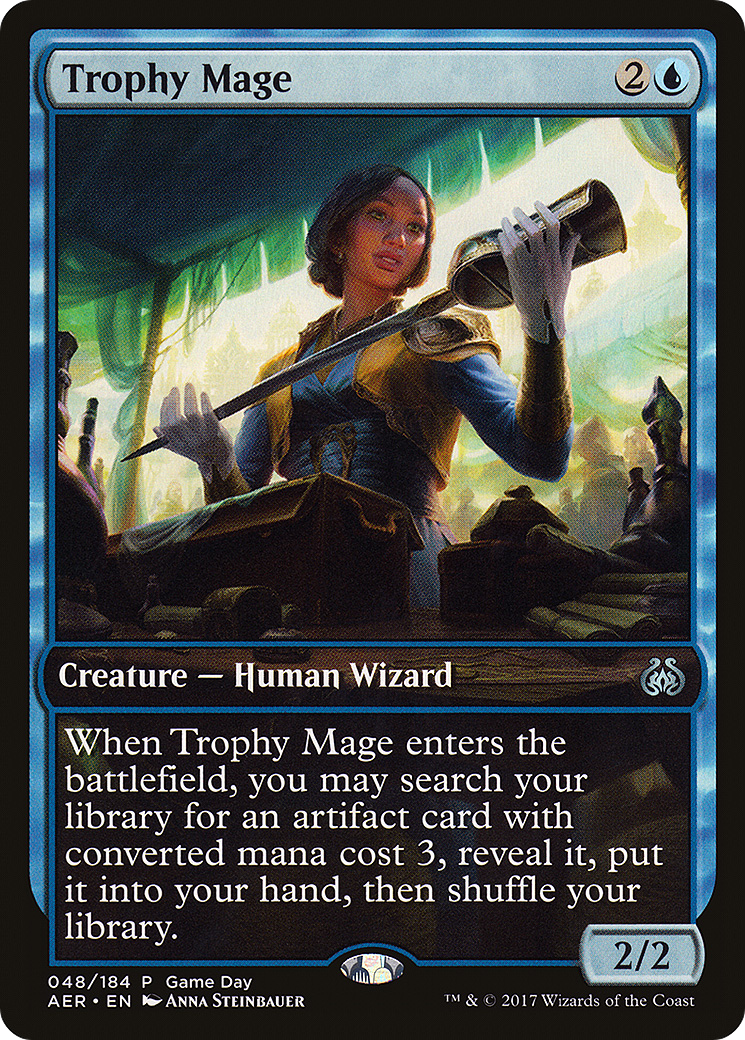 Trophy Mage 2
Creature — Human Wizard
When Trophy Mage enters the
battlefield, you may search your
library for an artifact card with
converted mana cost 3, reveal it, put
it into your hand, then shuffle your
library.
2/2
048/184 P Game Day
AER • EN Anna Steinbauer
™ & © 2017 Wizards of the Coast